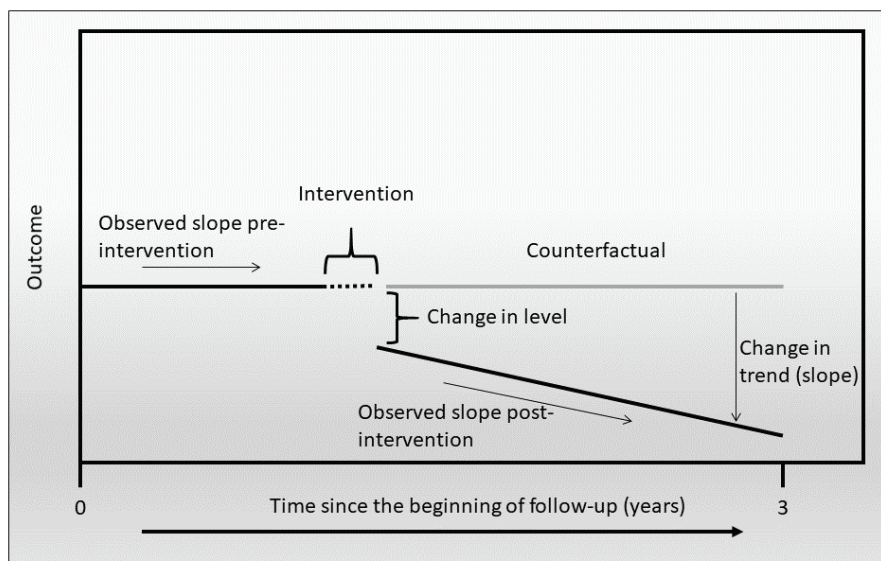 Intervention
Observed slope pre-
intervention
Counterfactual
Outcome
Change in level
Change in
trend (slope)
Observed slope post-
intervention
0
Time since the beginning of follow-up (years)
3